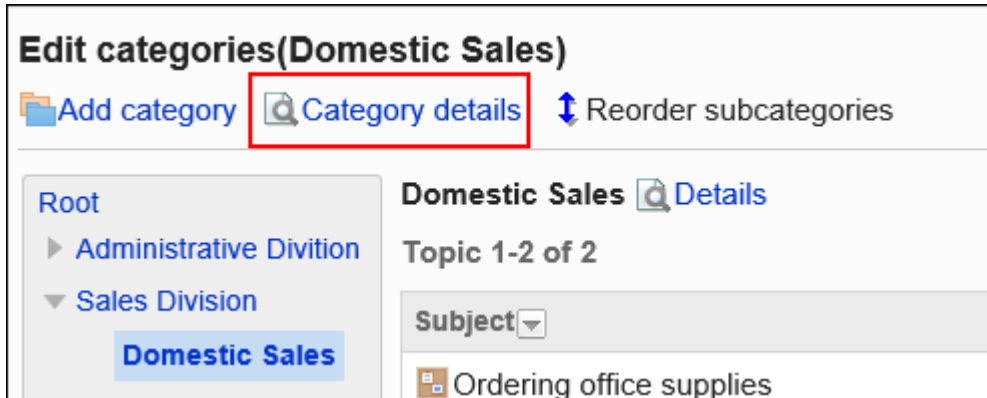 Edit categories(Domestic Sales)
Add category Category details Reorder subcategories
Root
Administrative Divition
Sales Division
Domestic Sales
Domestic Sales Details
Topic 1-2 of 2
Subject
Ordering office supplies